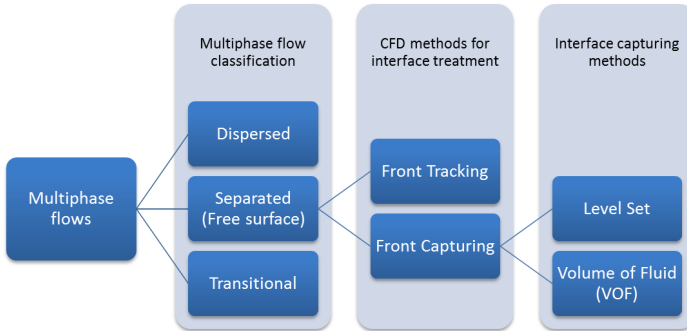 Multiphase flow
classification
CFD methods for
interface treatment
Interface capturing
methods
Multiphase
flows
Dispersed
Separated
(Free surface)
Transitional
Front Tracking
Front Capturing
Level Set
Volume of Fluid
(VOF)